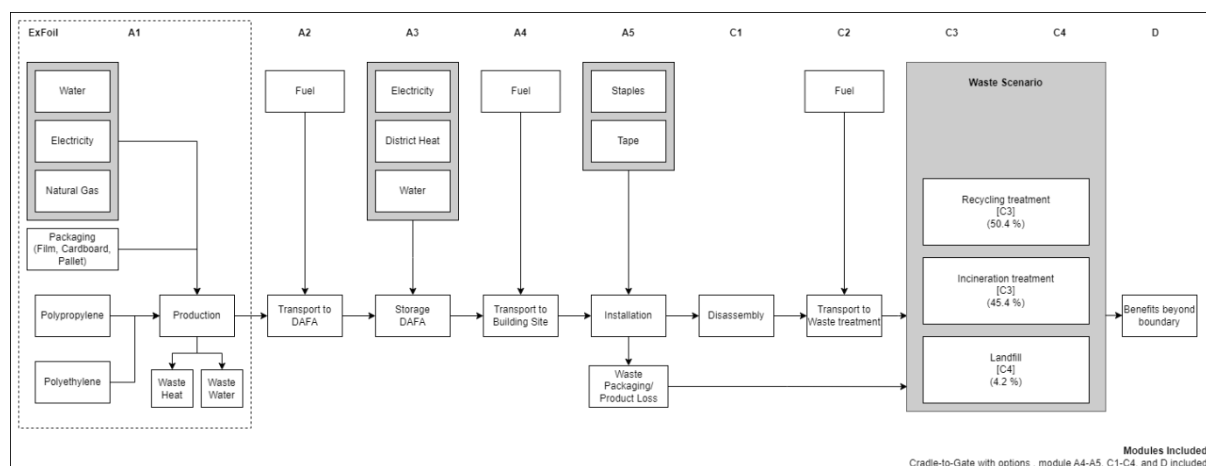 ExFoil A1 A2 A3 A4 A5 C1 C2 C3 C4 D
Water
Electricity
Natural Gas
Packaging
(Film, Cardboard,
Pallet)
Polypropylene
Polyethylene
Production
Waste
Heat
Waste
Water
Fuel
Transport to
DAFA
Electricity
District Heat
Water
Storage
DAFA
Fuel
Transport to
Building Site
Staples
Tape
Installation
Waste
Packaging/
Product Loss
Disassembly
Fuel
Transport to
Waste treatment
Waste Scenario
Recycling treatment
[C3]
(50.4 %)
Incineration treatment
[C3]
(45.4 %)
Landfill
[C4]
(4.2 %)
Benefits beyond
boundary
Modules Included
Cradle-to-Gate with options , module A4-A5, C1-C4, and D included